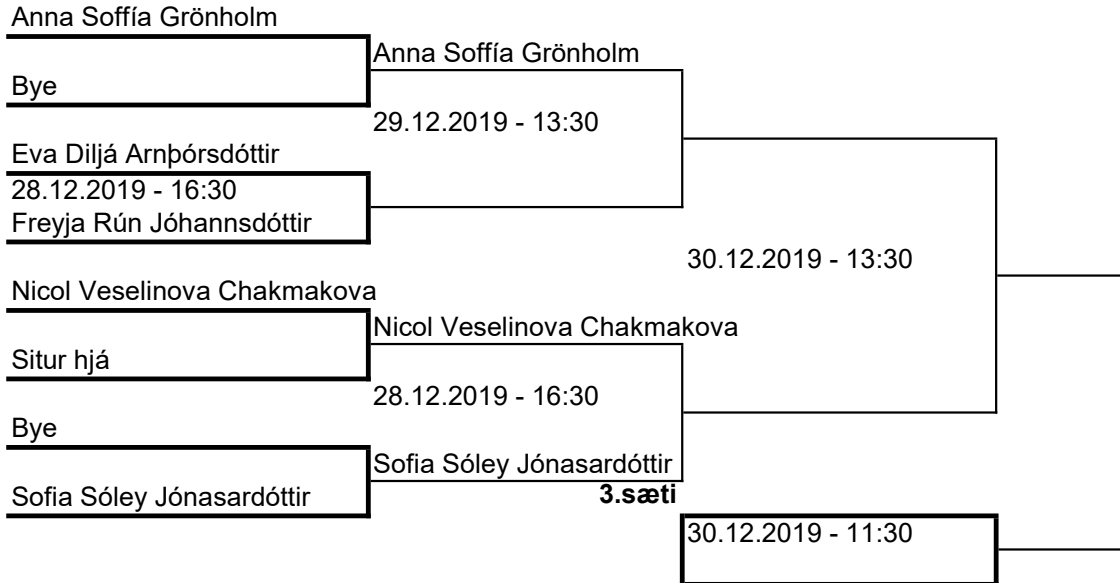 Anna Soffía Grönholm
Anna Soffía Grönholm
Bye
29.12.2019 - 13:30
Eva Diljá Arnþórsdóttir
28.12.2019 - 16:30
Freyja Rún Jóhannsdóttir
30.12.2019 - 13:30
Nicol Veselinova Chakmakova
Nicol Veselinova Chakmakova
Situr hjá
28.12.2019 - 16:30
Bye
Sofia Sóley Jónasardóttir
Sofia Sóley Jónasardóttir
3.sæti
30.12.2019 - 11:30